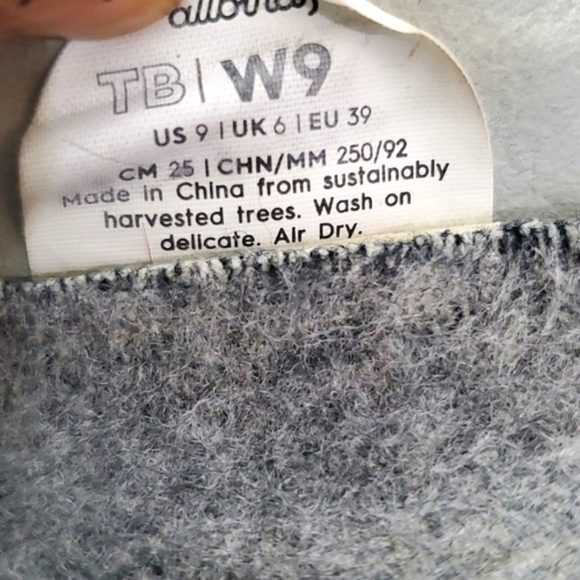 allbirds
TB | W9
US 9 | UK 6 | EU 39
CM 25 | CHN/MM 250/92
Made in China from sustainably
harvested trees. Wash on
delicate. Air Dry.